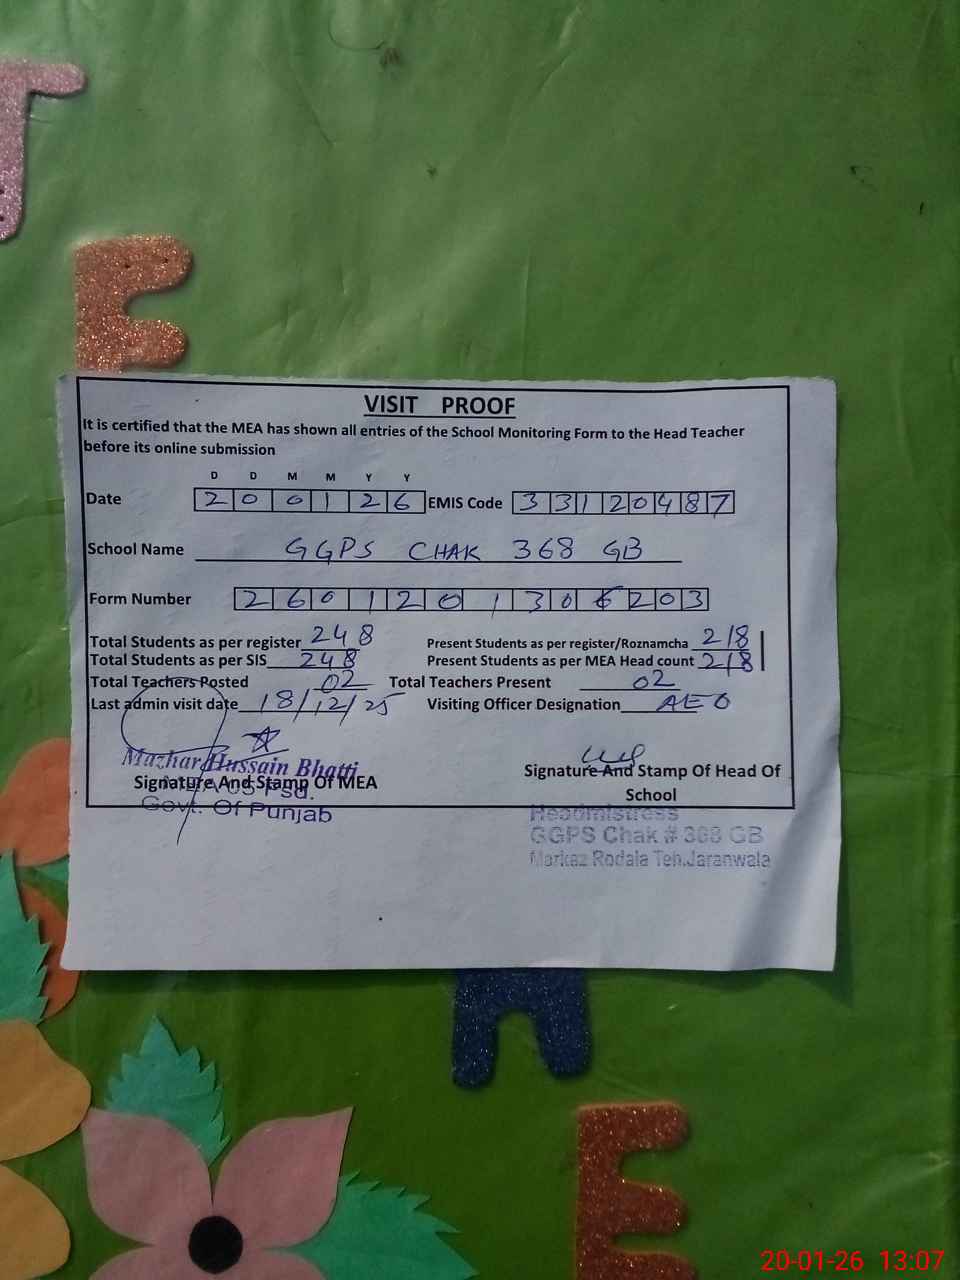 T
E
VISIT PROOF
It is certified that the MEA has shown all entries of the School Monitoring Form to the Head Teacher
before its online submission
D D M M Y Y
Date 2 0 0 1 2 6 EMIS Code 3 3 1 2 0 4 8 7
School Name GGPS CHAK 368 GB
Form Number 2 6 0 1 2 0 1 3 0 6 2 0 3
Total Students as per register 248 Present Students as per register/Roznamcha 218
Total Students as per SIS 248 Present Students as per MEA Head count 218
Total Teachers Posted 02 Total Teachers Present 02
Last admin visit date 18/12/25 Visiting Officer Designation AEO
Mazhar Hussain Bhatti
Signature And Stamp Of MEA Signature And Stamp Of Head Of
School
Govt. Of Punjab
Headmistress
GGPS Chak # 368 GB
Markaz Rodala Teh.Jaranwala
E
20-01-26 13:07